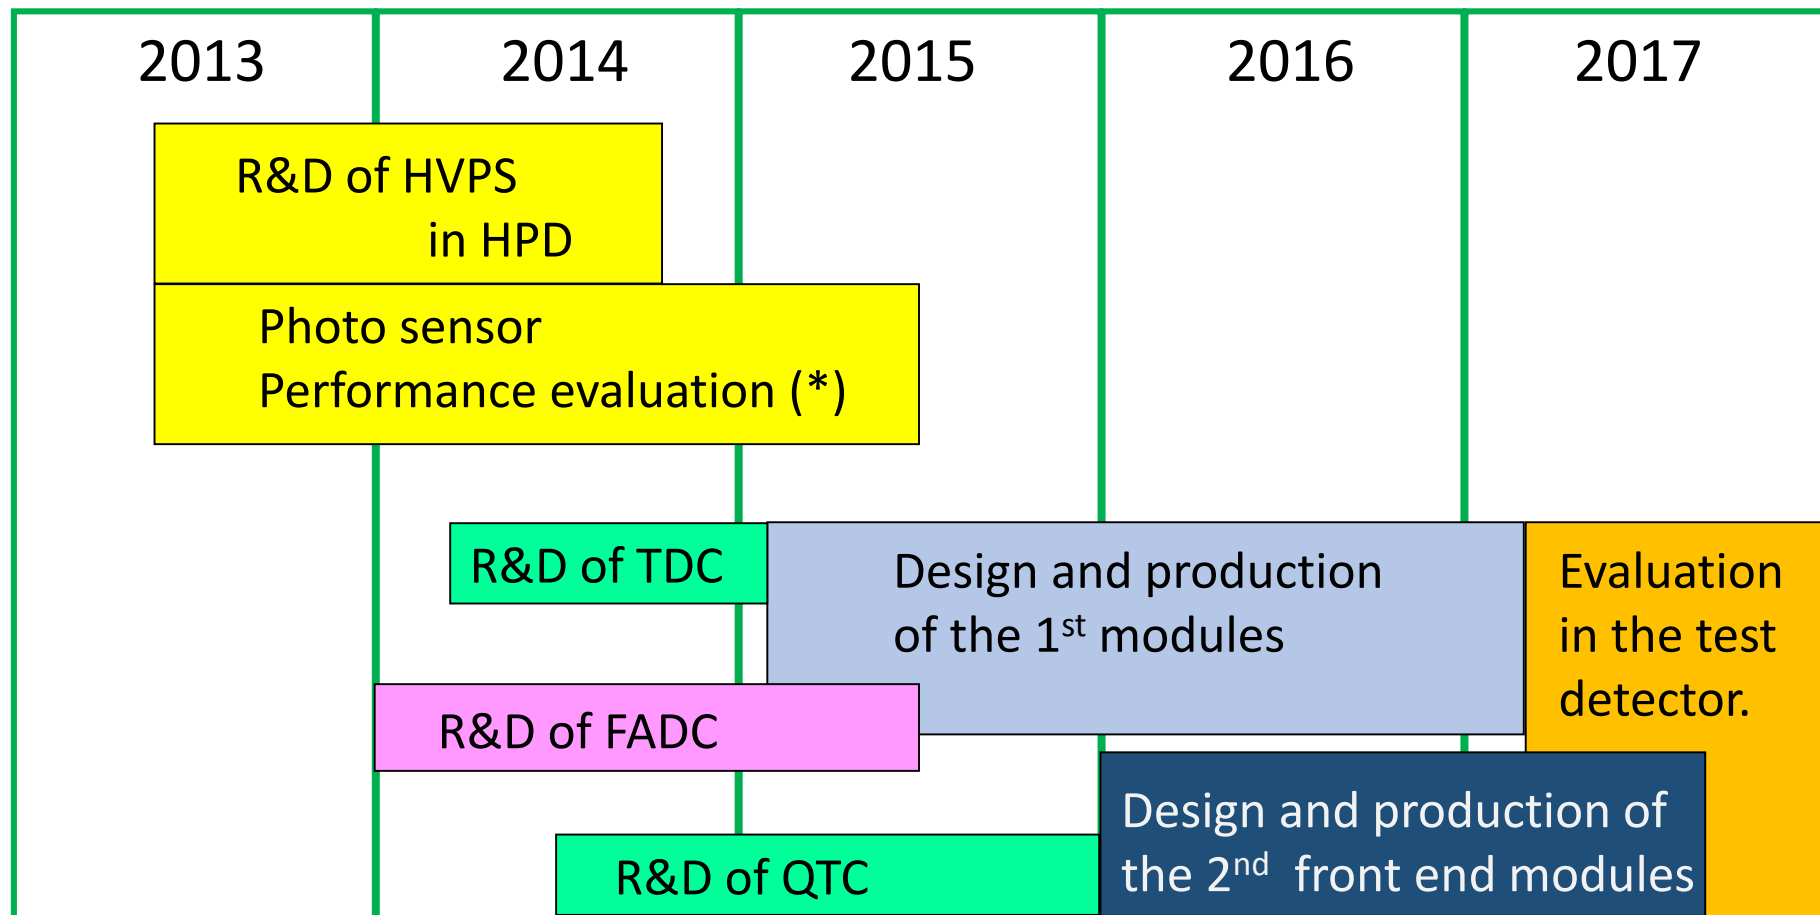 2013 2014 2015 2016 2017
R&D of HVPS
in HPD
Photo sensor
Performance evaluation (*)
R&D of TDC
Design and production
of the 1st modules
Evaluation
in the test
detector.
R&D of FADC
Design and production of
the 2nd front end modules
R&D of QTC